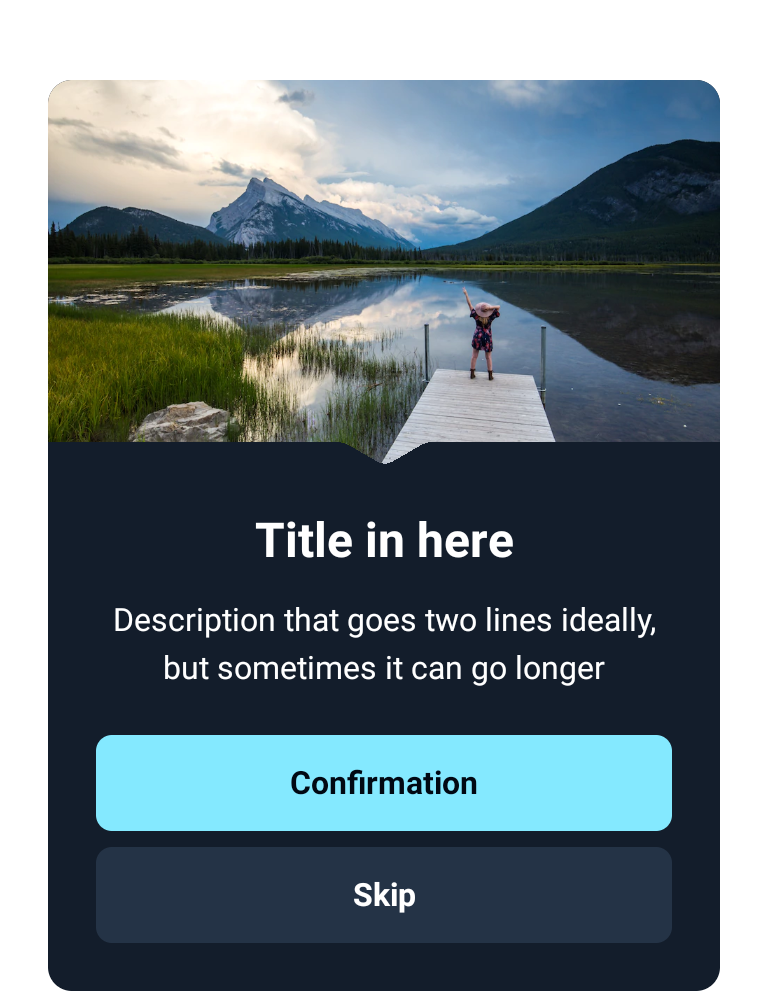 Title in here
Description that goes two lines ideally,
but sometimes it can go longer
Confirmation
Skip